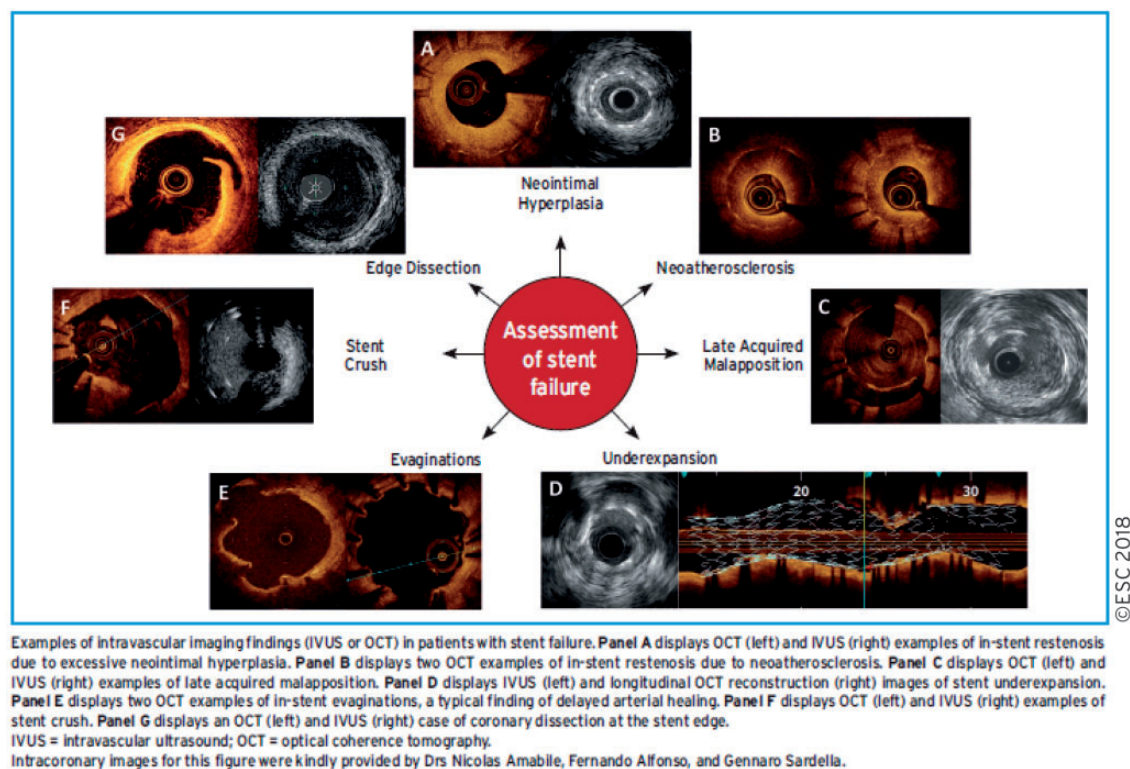 A
Neointimal
Hyperplasia
B
Neoatherosclerosis
C
Late Acquired
Malapposition
D
20
30
Underexpansion
E
Evaginations
F
Stent
Crush
G
Edge Dissection
Assessment
of stent
failure
©ESC 2018
Examples of intravascular imaging findings (IVUS or OCT) in patients with stent failure. Panel A displays OCT (left) and IVUS (right) examples of in-stent restenosis
due to excessive neointimal hyperplasia. Panel B displays two OCT examples of in-stent restenosis due to neoatherosclerosis. Panel C displays OCT (left) and
IVUS (right) examples of late acquired malapposition. Panel D displays IVUS (left) and longitudinal OCT reconstruction (right) images of stent underexpansion.
Panel E displays two OCT examples of in-stent evaginations, a typical finding of delayed arterial healing. Panel F displays OCT (left) and IVUS (right) examples of
stent crush. Panel G displays an OCT (left) and IVUS (right) case of coronary dissection at the stent edge.
IVUS = intravascular ultrasound; OCT = optical coherence tomography.
Intracoronary images for this figure were kindly provided by Drs Nicolas Amabile, Fernando Alfonso, and Gennaro Sardella.